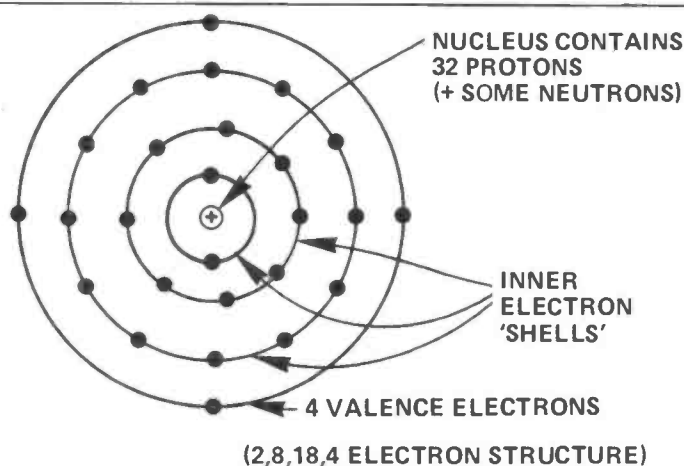 NUCLEUS CONTAINS
32 PROTONS
(+ SOME NEUTRONS)
+
INNER
ELECTRON
'SHELLS'
4 VALENCE ELECTRONS
(2,8,18,4 ELECTRON STRUCTURE)